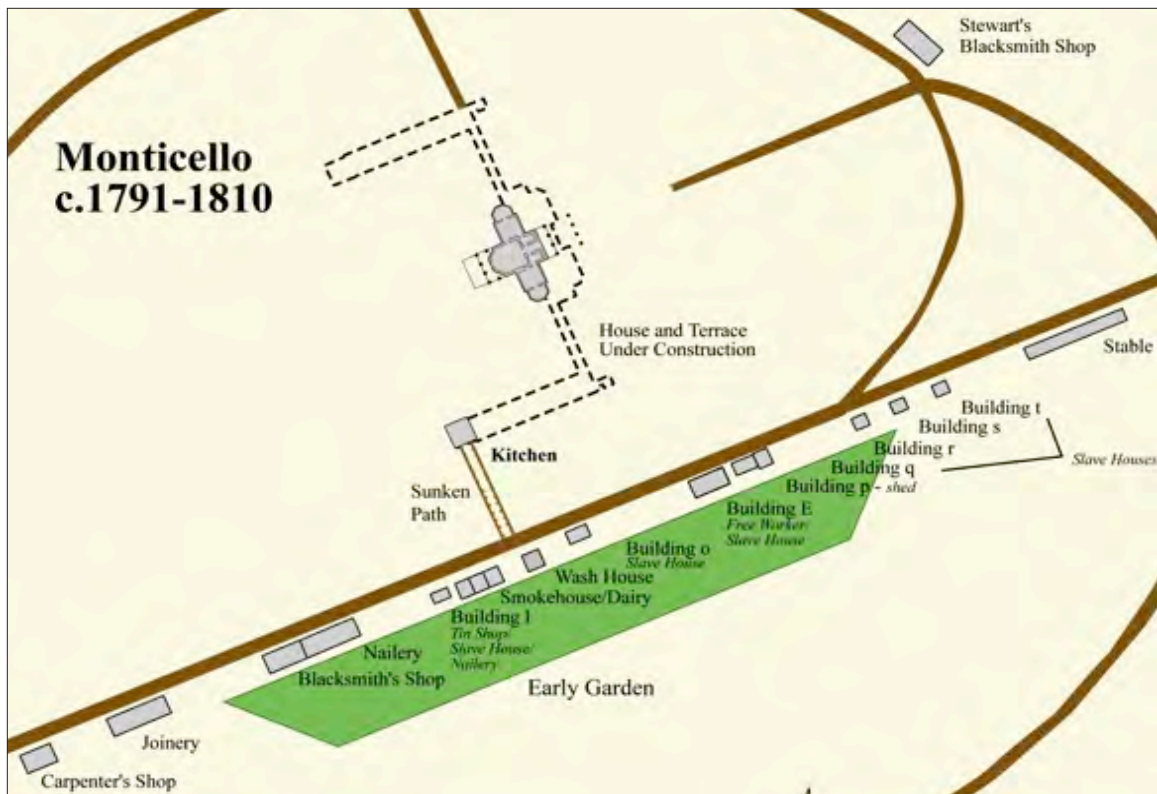 Stewart's
Blacksmith Shop
Monticello
c.1791-1810
House and Terrace
Under Construction
Stable
Building t
Building s
Slave Houses
Building r
Building q
Building p - shed
Kitchen
Sunken
Path
Building E
Free Worker/
Slave House
Building o
Slave House
Wash House
Smokehouse/Dairy
Building l
Tin Shop/
Slave House/
Nailery
Nailery
Blacksmith's Shop
Early Garden
Joinery
Carpenter's Shop